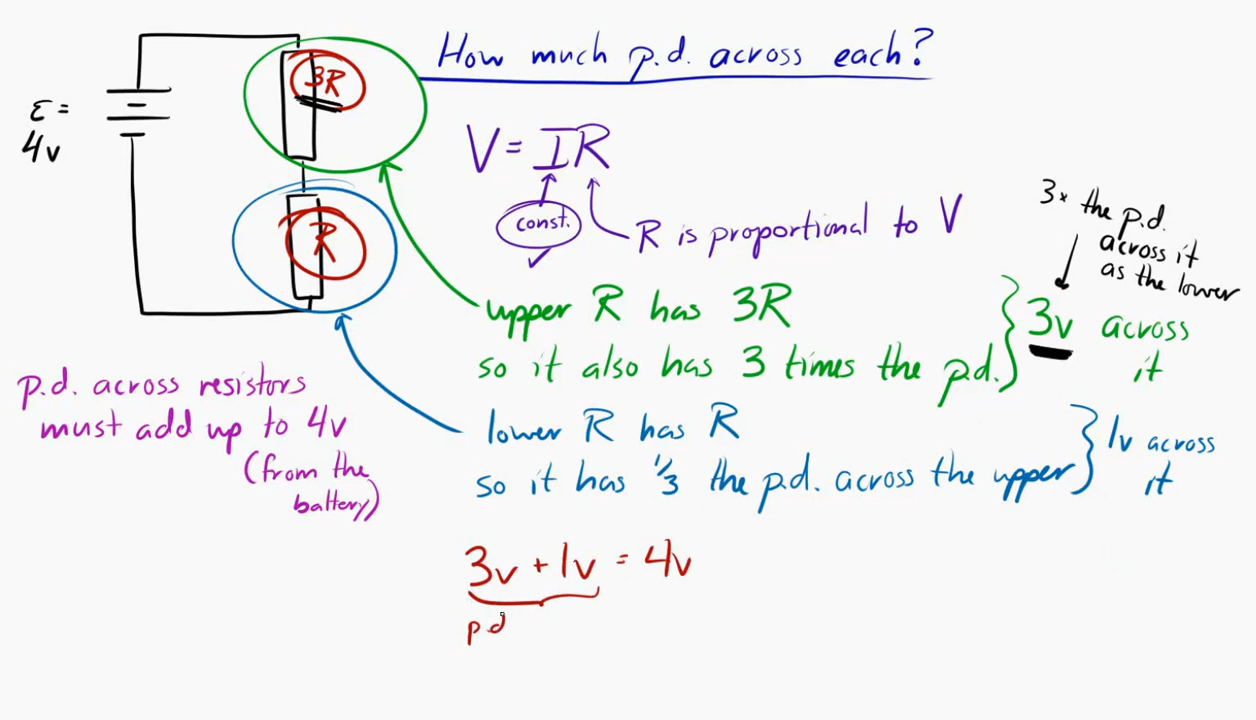 How much p.d. across each?
ε =
4v
3R
R
V = IR
const.
R is proportional to V
3x the p.d.
across it
as the lower
upper R has 3R
so it also has 3 times the p.d.
3v across
it
p.d. across resistors
must add up to 4v
(from the
battery)
lower R has R
so it has 1/3 the p.d. across the upper
1v across
it
3v + 1v = 4v
pd